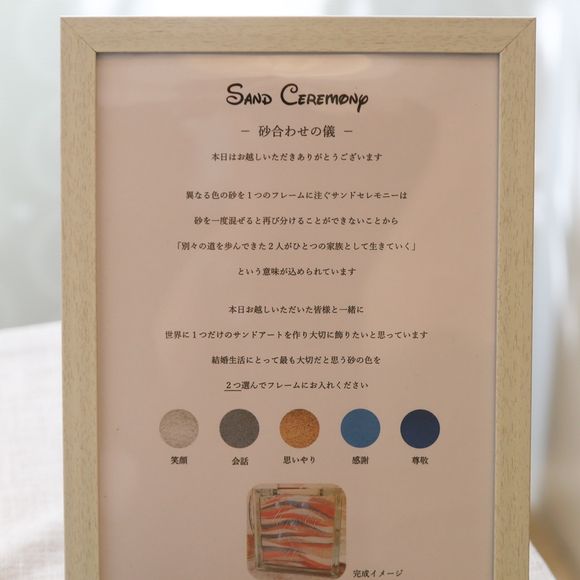 SAND CEREMONY
－ 砂合わせの儀 －
本日はお越しいただきありがとうございます
異なる色の砂を１つのフレームに注ぐサンドセレモニーは
砂を一度混ぜると再び分けることができないことから
「別々の道を歩んできた２人がひとつの家族として生きていく」
という意味が込められています
本日お越しいただいた皆様と一緒に
世界に１つだけのサンドアートを作り大切に飾りたいと思っています
結婚生活にとって最も大切だと思う砂の色を
２つ選んでフレームにお入れください
笑顔 会話 思いやり 感謝 尊敬
完成イメージ